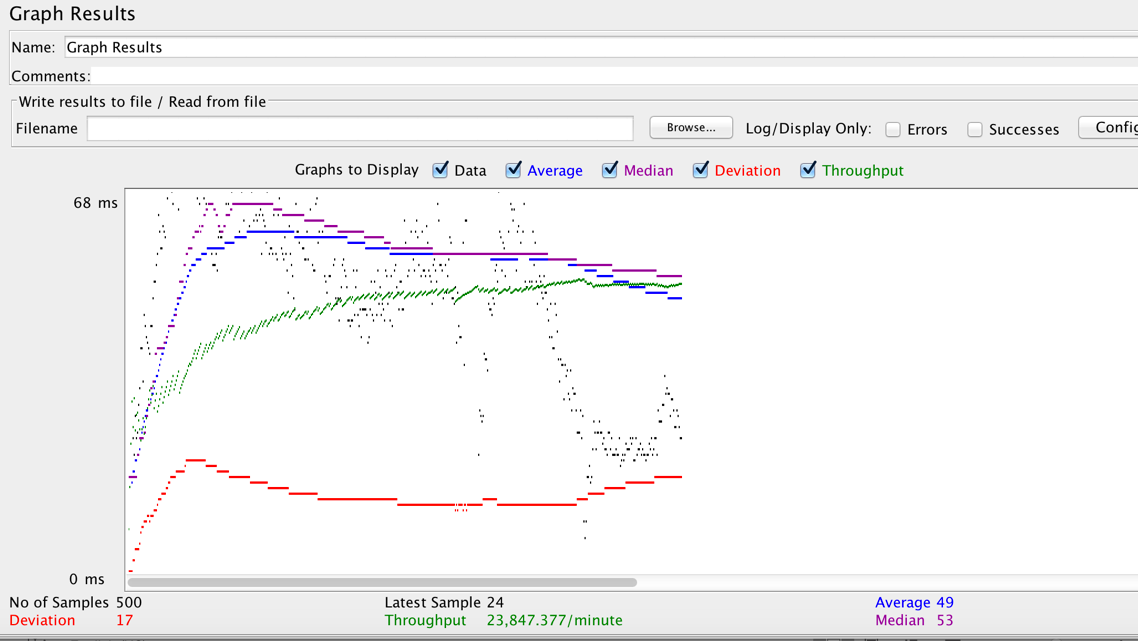 Graph Results
Name: Graph Results
Comments:
Write results to file / Read from file
Filename Browse... Log/Display Only: Errors Successes Config
Graphs to Display Data Average Median Deviation Throughput
68 ms
0 ms
No of Samples 500 Latest Sample 24 Average 49
Deviation 17 Throughput 23,847.377/minute Median 53